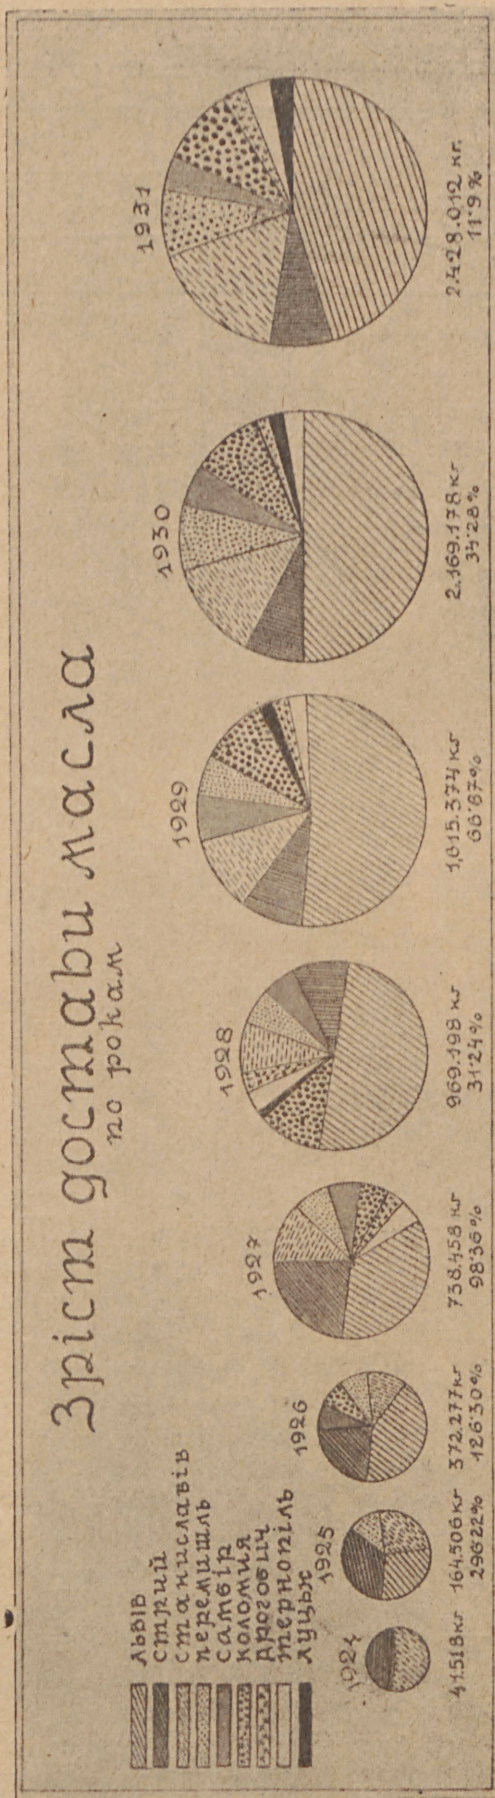 Зріст достави масла
по рокам
ЛЬВІВ
СТРИЙ
СТАНИСЛАВІВ
ПЕРЕМИШЛЬ
САМБІР
КОЛОМИЯ
ДРОГОБИЧ
ТЕРНОПІЛЬ
ЛУЦЬК
1924
41.518 кг
1925
164.506 кг
296'22%
1926
372.277 кг
126'30%
1927
738.458 кг
98'36%
1928
969.198 кг
31'24%
1929
1,615.374 кг
66'67%
1930
2.169.178 кг
34'28%
1931
2.428.012 кг.
11'9%